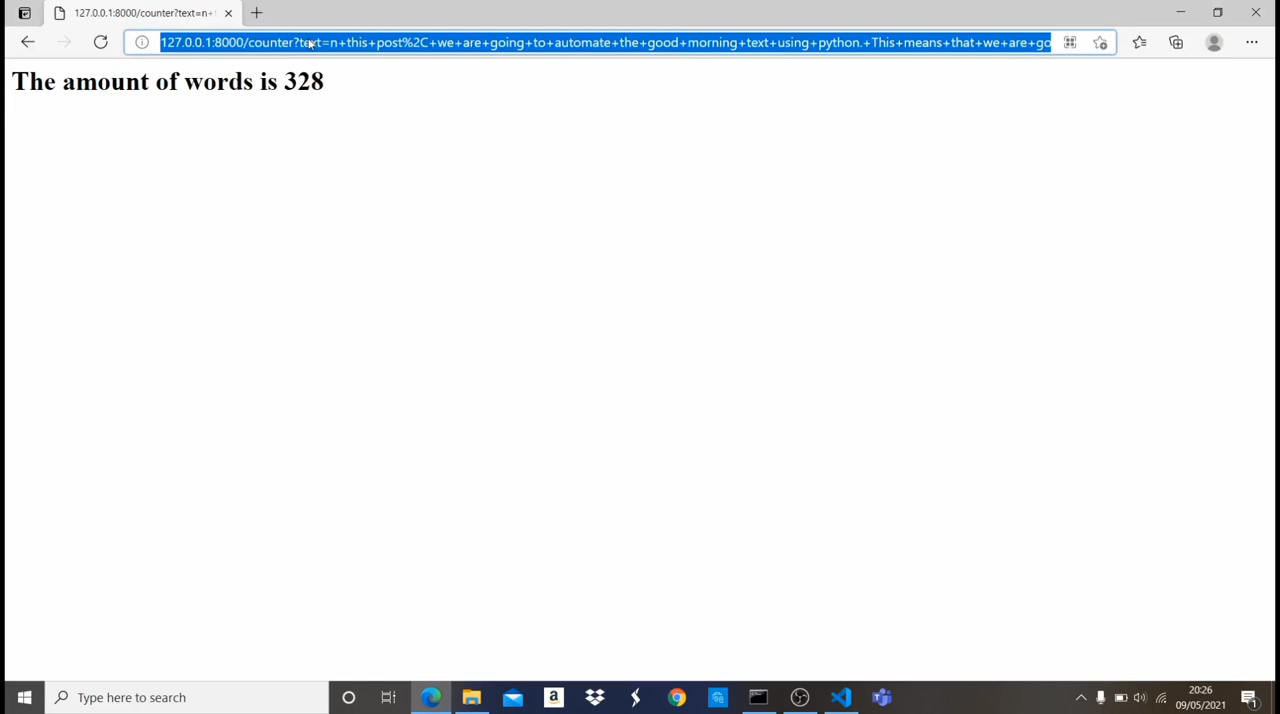 127.0.0.1:8000/counter?text=n+
127.0.0.1:8000/counter?text=n+this+post%2C+we+are+going+to+automate+the+good+morning+text+using+python.+This+means+that+we+are+go
The amount of words is 328
Type here to search
20:26
09/05/2021
1